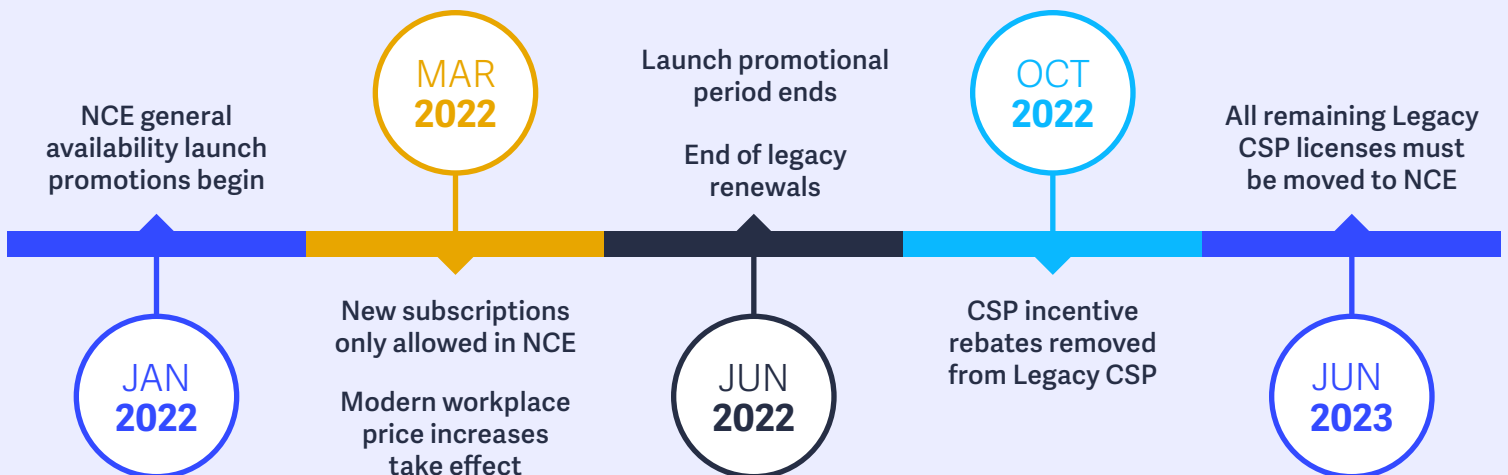 NCE general
availability launch
promotions begin
JAN
2022
MAR
2022
New subscriptions
only allowed in NCE
Modern workplace
price increases
take effect
Launch promotional
period ends
End of legacy
renewals
JUN
2022
OCT
2022
CSP incentive
rebates removed
from Legacy CSP
All remaining Legacy
CSP licenses must
be moved to NCE
JUN
2023